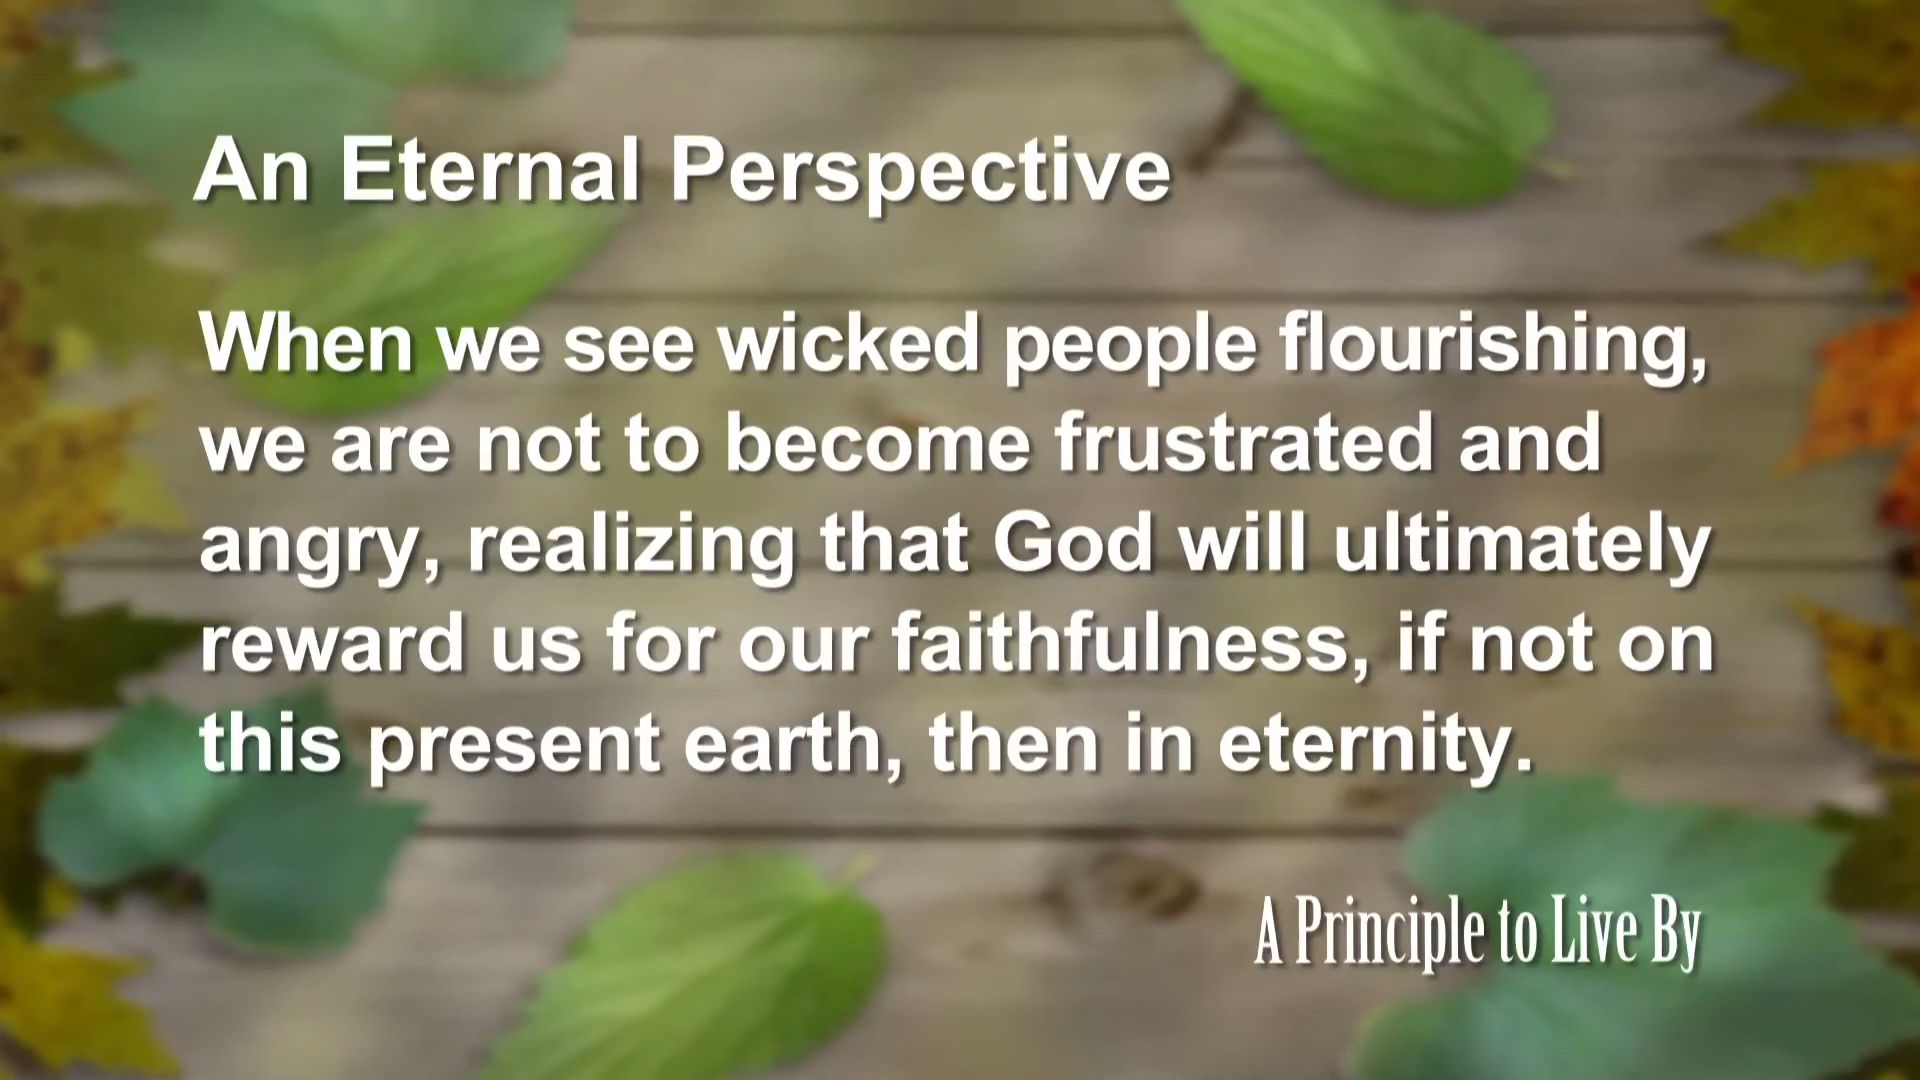 An Eternal Perspective
When we see wicked people flourishing,
we are not to become frustrated and
angry, realizing that God will ultimately
reward us for our faithfulness, if not on
this present earth, then in eternity.
A Principle to Live By